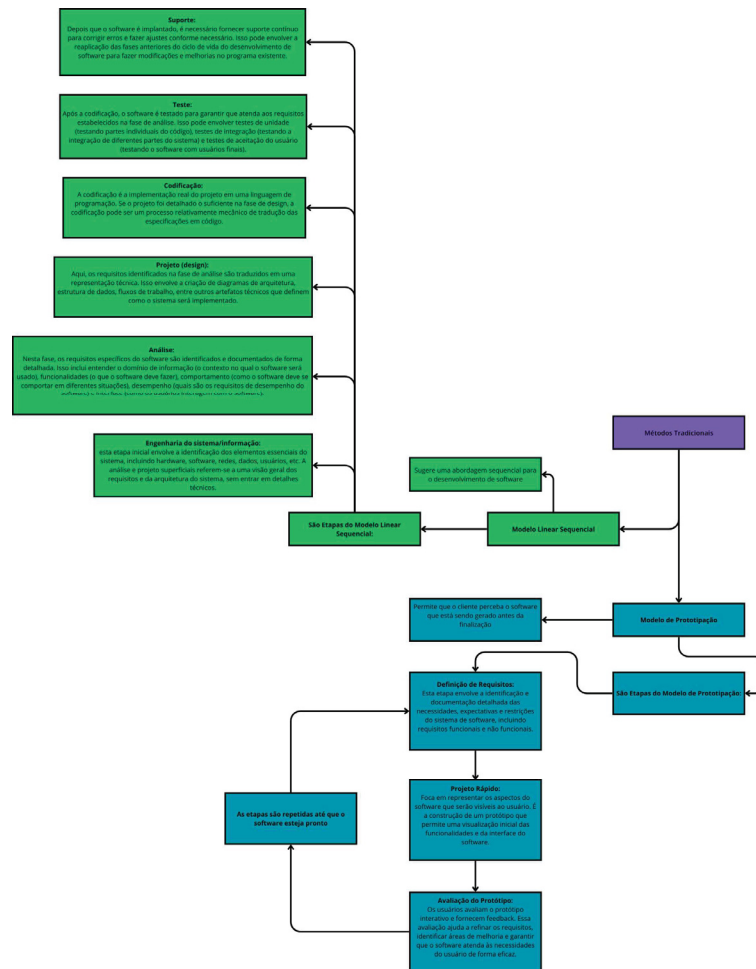 Suporte:
Depois que o software é implantado, é necessário fornecer suporte contínuo
para corrigir erros e fazer ajustes conforme necessário. Isso pode envolver a
reaplicação das fases anteriores do ciclo de vida do desenvolvimento de
software para fazer modificações e melhorias no programa existente.
Teste:
Após a codificação, o software é testado para garantir que atenda aos requisitos
estabelecidos na fase de análise. Isso pode envolver testes de unidade
(testando partes individuais do código), testes de integração (testando a
integração de diferentes partes do sistema) e testes de aceitação do usuário
(testando o software com usuários finais).
Codificação:
A codificação é a implementação real do projeto em uma linguagem de
programação. Se o projeto foi detalhado o suficiente na fase de design, a
codificação pode ser um processo relativamente mecânico de tradução das
especificações em código.
Projeto (design):
Aqui, os requisitos identificados na fase de análise são traduzidos em uma
representação técnica. Isso envolve a criação de diagramas de arquitetura,
estrutura de dados, fluxos de trabalho, entre outros artefatos técnicos que definem
como o sistema será implementado.
Análise:
Nesta fase, os requisitos específicos do software são identificados e documentados de forma
detalhada. Isso inclui entender o domínio de informação (o contexto no qual o software será
usado), funcionalidades (o que o software deve fazer), comportamento (como o software deve se
comportar em diferentes situações), desempenho (quais são os requisitos de desempenho do
Engenharia do sistema/informação:
esta etapa inicial envolve a identificação dos elementos essenciais do
sistema, incluindo hardware, software, redes, dados, usuários, etc. A
análise e projeto superficiais referem-se a uma visão geral dos
requisitos e da arquitetura do sistema, sem entrar em detalhes
técnicos.
Métodos Tradicionais
Sugere uma abordagem sequencial para
o desenvolvimento de software
São Etapas do Modelo Linear
Sequencial:
Modelo Linear Sequencial
Permite que o cliente perceba o software
que está sendo gerado antes da
finalização
Modelo de Prototipação
São Etapas do Modelo de Prototipação:
Definição de Requisitos:
Esta etapa envolve a identificação e
documentação detalhada das
necessidades, expectativas e restrições
do sistema de software, incluindo
requisitos funcionais e não funcionais.
Projeto Rápido:
Foca em representar os aspectos do
software que serão visíveis ao usuário. É
a construção de um protótipo que
permite uma visualização inicial das
funcionalidades e da interface do
software.
As etapas são repetidas até que o
software esteja pronto
Avaliação do Protótipo:
Os usuários avaliam o protótipo
interativo e fornecem feedback. Essa
avaliação ajuda a refinar os requisitos,
identificar áreas de melhoria e garantir
que o software atenda às necessidades
do usuário de forma eficaz.